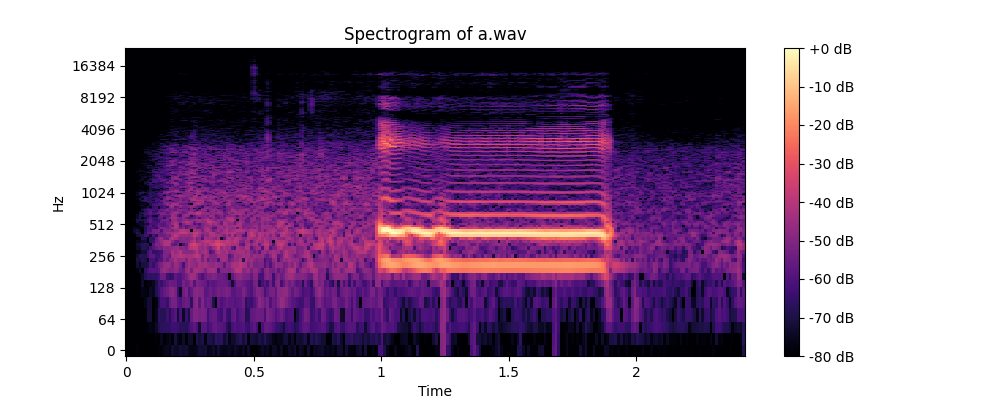 Spectrogram of a.wav
Hz
16384
8192
4096
2048
1024
512
256
128
64
0
0 0.5 1 1.5 2
Time
+0 dB
-10 dB
-20 dB
-30 dB
-40 dB
-50 dB
-60 dB
-70 dB
-80 dB